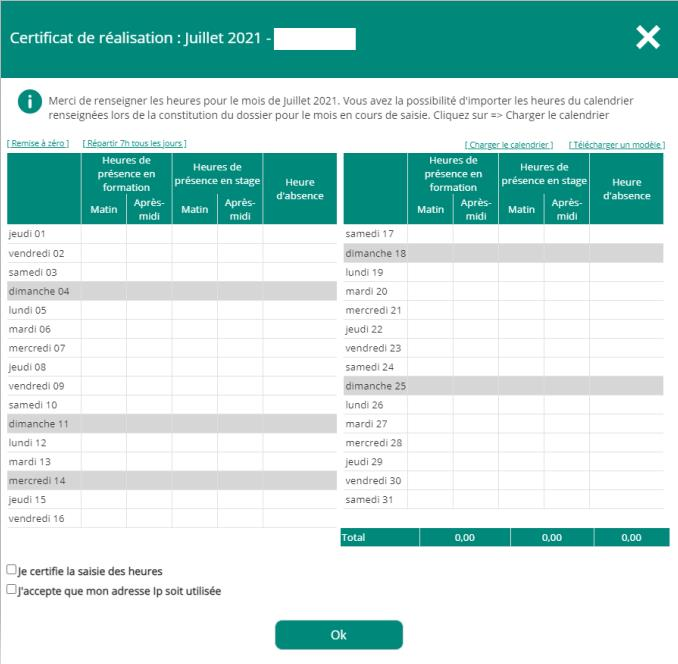 Certificat de réalisation : Juillet 2021 -
Merci de renseigner les heures pour le mois de Juillet 2021. Vous avez la possibilité d'importer les heures du calendrier
renseignées lors de la constitution du dossier pour le mois en cours de saisie. Cliquez sur => Charger le calendrier
[ Remise à zéro ] [ Répartir 7h tous les jours ] [ Charger le calendrier ] [ Télécharger un modèle ]
Heures de
présence en
formation
Heures de
présence en stage
Heure
d'absence
Matin
Après-
midi
Matin
Après-
midi
jeudi 01
vendredi 02
samedi 03
dimanche 04
lundi 05
mardi 06
mercredi 07
jeudi 08
vendredi 09
samedi 10
dimanche 11
lundi 12
mardi 13
mercredi 14
jeudi 15
vendredi 16
Heures de
présence en
formation
Heures de
présence en stage
Heure
d'absence
Matin
Après-
midi
Matin
Après-
midi
samedi 17
dimanche 18
lundi 19
mardi 20
mercredi 21
jeudi 22
vendredi 23
samedi 24
dimanche 25
lundi 26
mardi 27
mercredi 28
jeudi 29
vendredi 30
samedi 31
Total 0,00 0,00 0,00
Je certifie la saisie des heures
J'accepte que mon adresse Ip soit utilisée
Ok